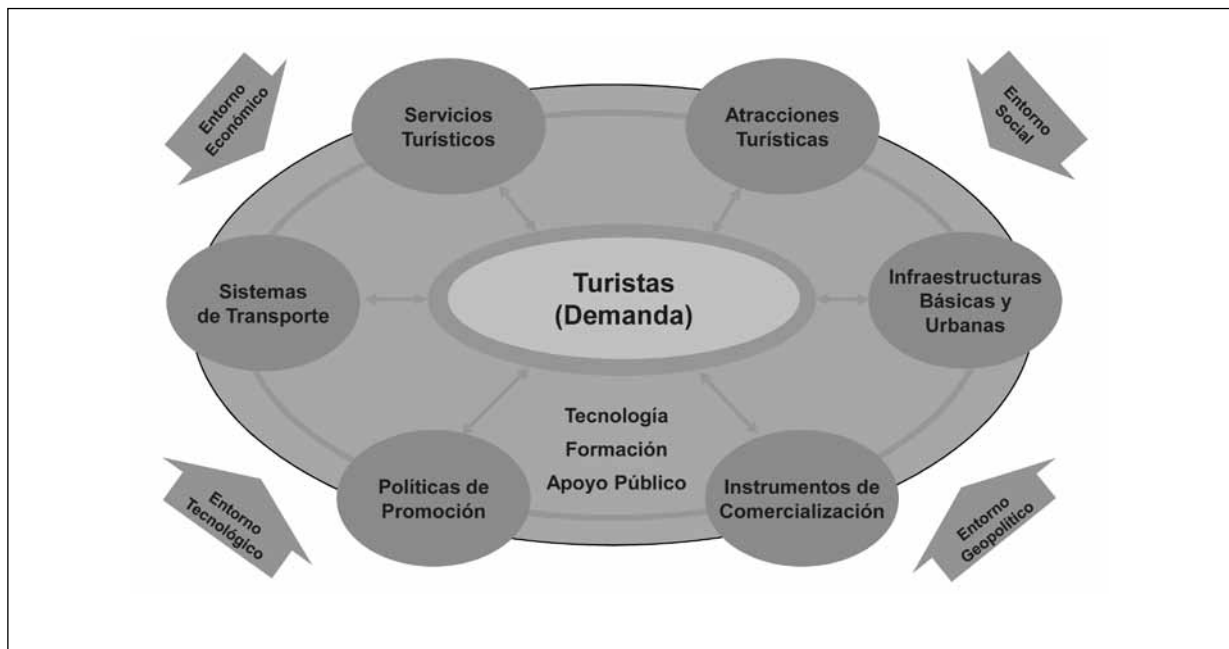 Entorno
Económico
Servicios
Turísticos
Atracciones
Turísticas
Entorno
Social
Sistemas
de Transporte
Turistas
(Demanda)
Infraestructuras
Básicas y
Urbanas
Tecnología
Formación
Apoyo Público
Políticas de
Promoción
Instrumentos de
Comercialización
Entorno
Tecnológico
Entorno
Geopolítico